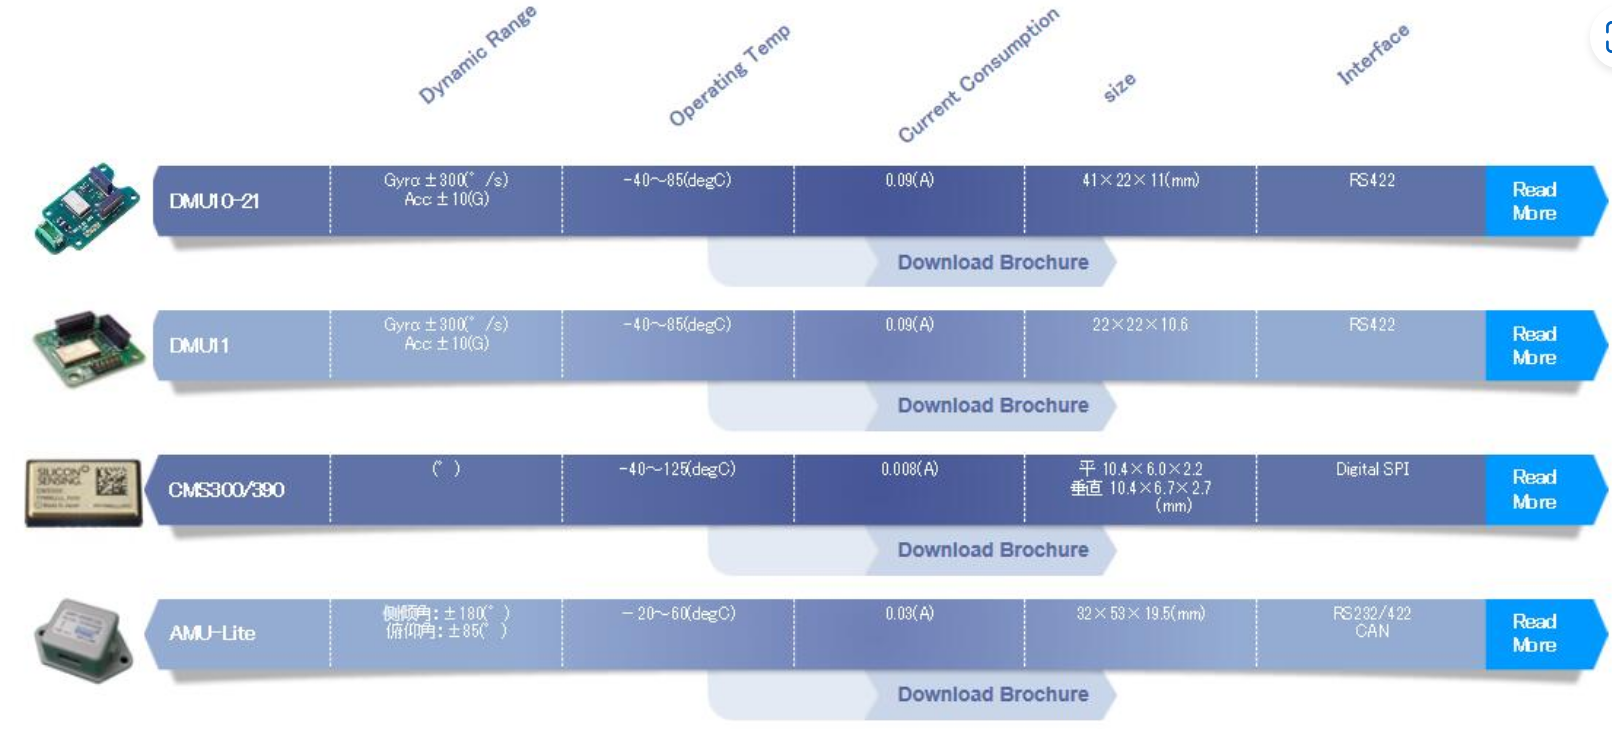 Dynamic Range
Operating Temp
Current Consumption
size
Interface
DMU10-21
Gyro ±300(°/s)
Acc ±10(G)
-40～85(degC)
0.09(A)
41×22×11(mm)
RS422
Read
More
Download Brochure
DMU11
Gyro ±300(°/s)
Acc ±10(G)
-40～85(degC)
0.09(A)
22×22×10.6
RS422
Read
More
Download Brochure
SILICON
SENSING
CMS300/390
(° )
-40～125(degC)
0.008(A)
平 10.4×6.0×2.2
垂直 10.4×6.7×2.7
(mm)
Digital SPI
Read
More
Download Brochure
AMU-Lite
侧倾角:±180(° )
俯仰角:±85(° )
-20～60(degC)
0.03(A)
32×53×19.5(mm)
RS232/422
CAN
Read
More
Download Brochure